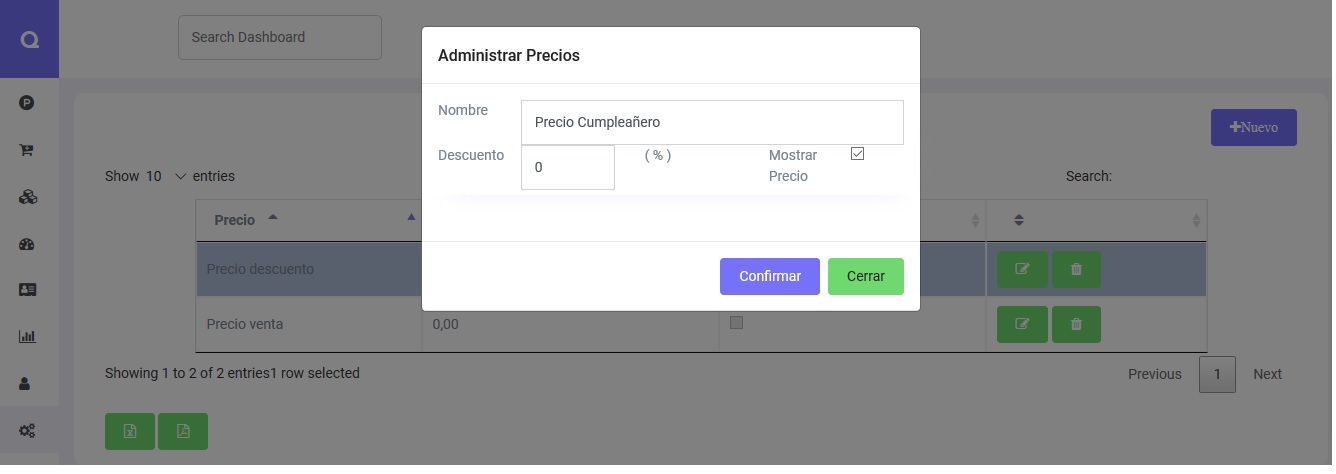 Q
Search Dashboard
Administrar Precios
Nombre
Precio Cumpleañero
Descuento
0
( % )
Mostrar
Precio
Nuevo
Show 10 entries
Search:
Precio
Precio descuento
Precio venta
0,00
Confirmar
Cerrar
Showing 1 to 2 of 2 entries1 row selected
Previous
1
Next